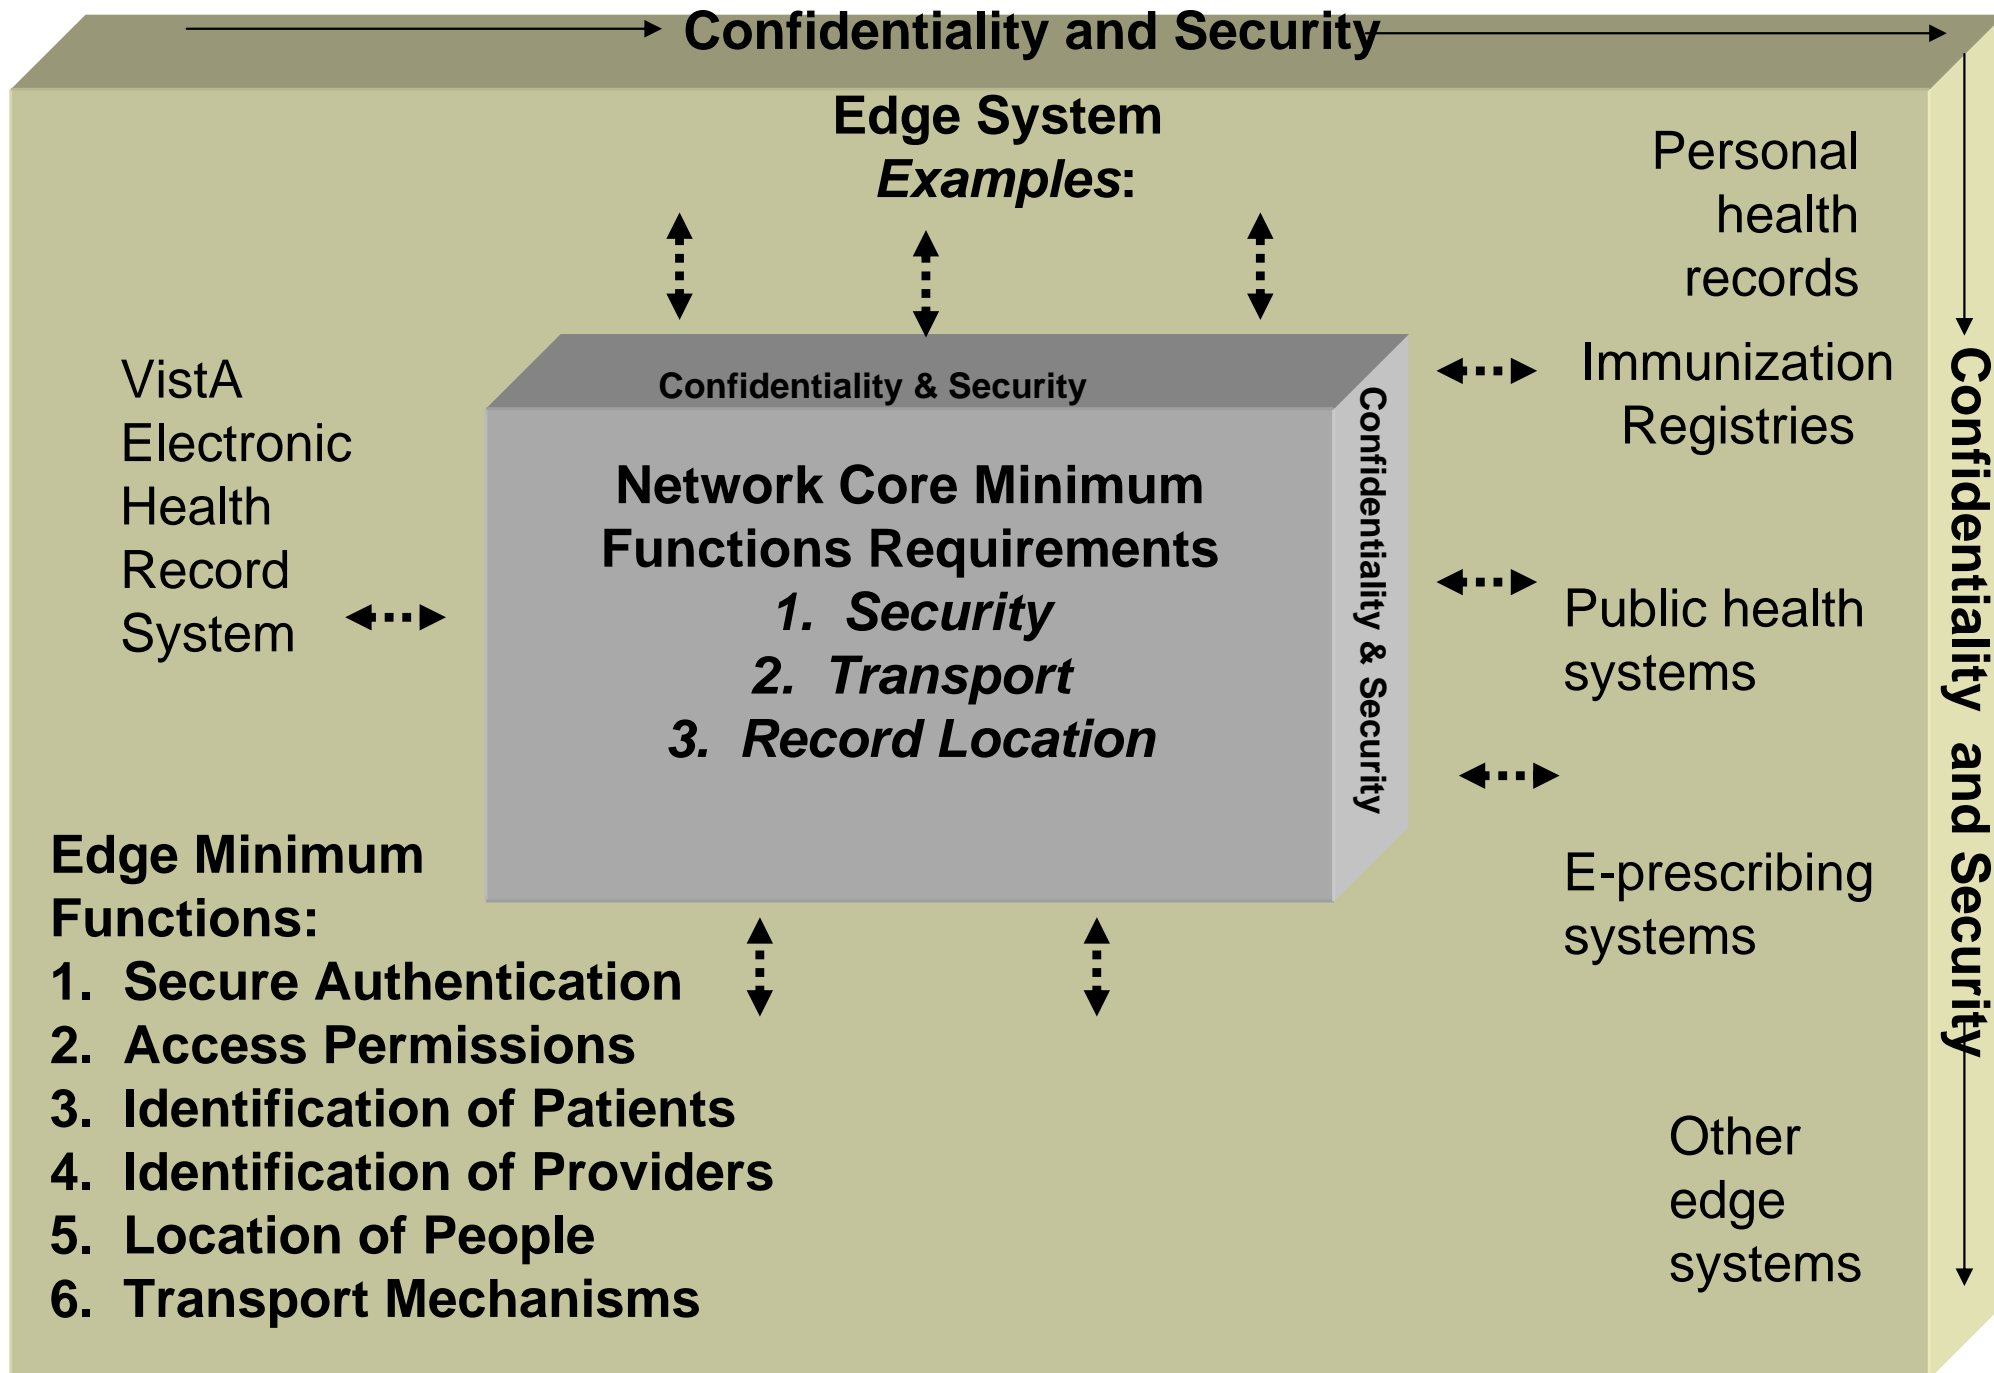 Confidentiality and Security
Edge System
Examples:
Personal
health
records
VistA
Electronic
Health
Record
System
Confidentiality & Security
Network Core Minimum
Functions Requirements
1. Security
2. Transport
3. Record Location
Confidentiality & Security
Immunization
Registries
Public health
systems
E-prescribing
systems
Other
edge
systems
Confidentiality and Security
Edge Minimum
Functions:
1. Secure Authentication
2. Access Permissions
3. Identification of Patients
4. Identification of Providers
5. Location of People
6. Transport Mechanisms